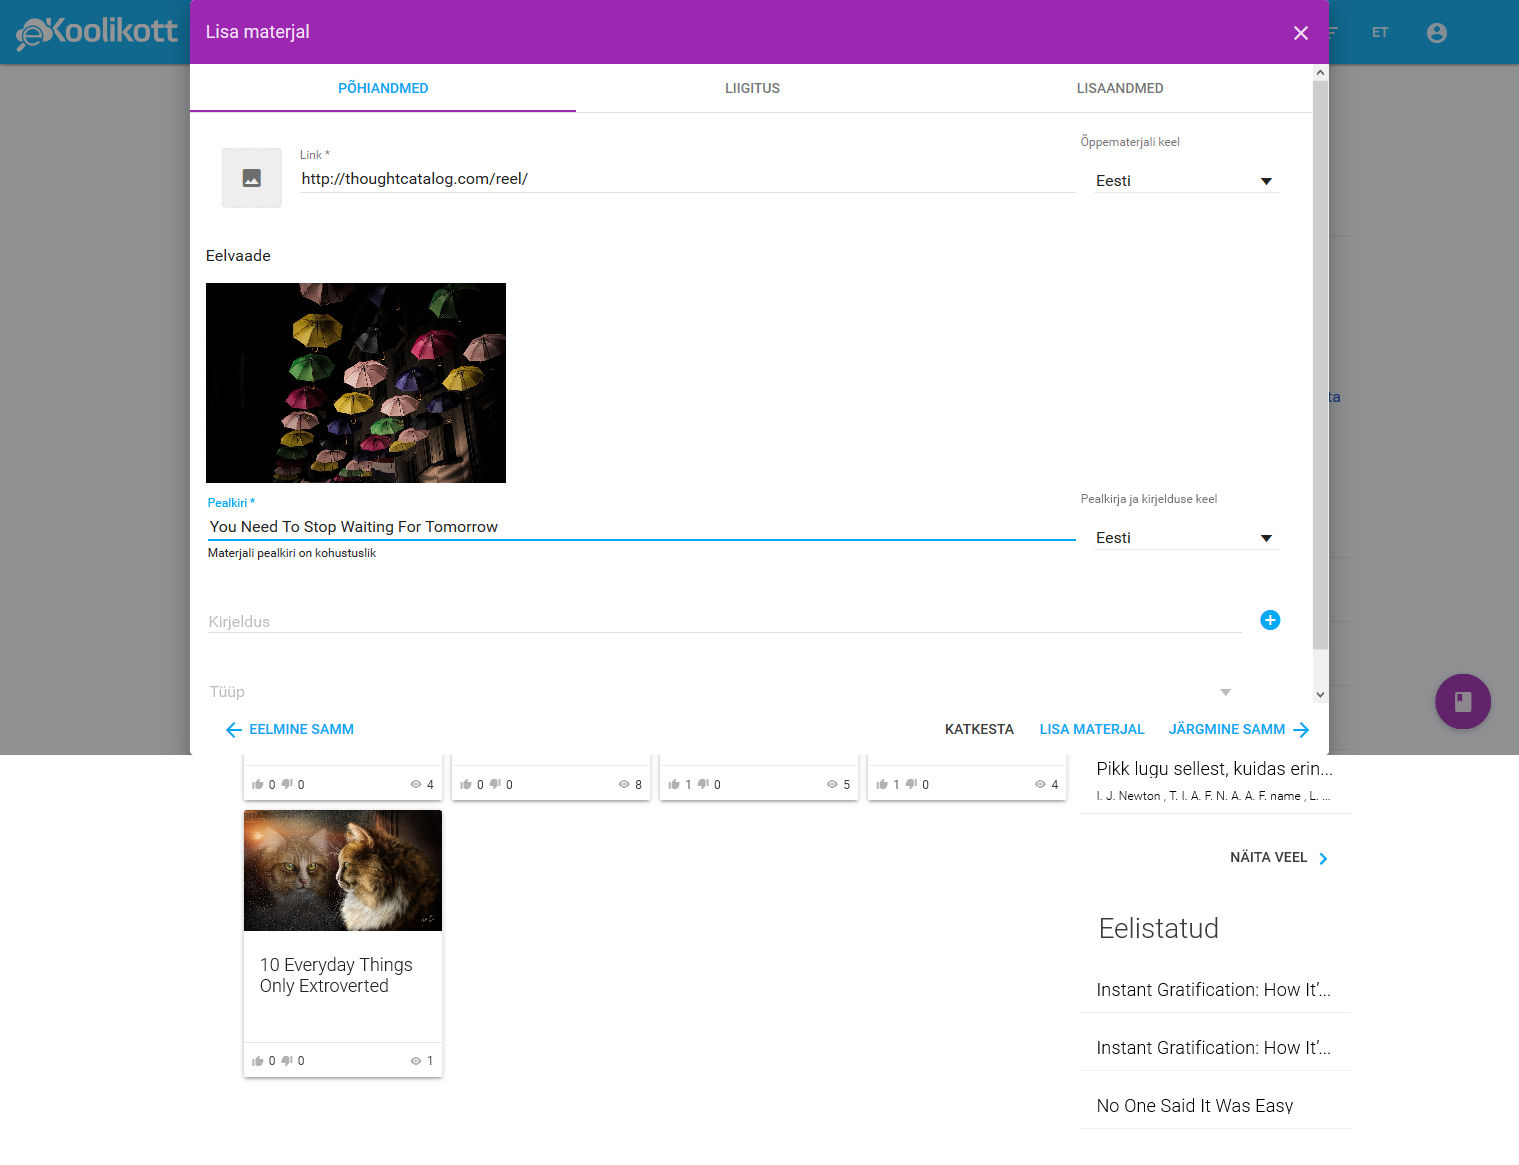 eKoolikott
Lisa materjal
ET
PÕHIANDMED
LIIGITUS
LISAANDMED
Link *
http://thoughtcatalog.com/reel/
Õppematerjali keel
Eesti
Eelvaade
ta
Pealkiri *
You Need To Stop Waiting For Tomorrow
Materjali pealkiri on kohustuslik
Pealkirja ja kirjelduse keel
Eesti
Kirjeldus
Tüüp
EELMINE SAMM
KATKESTA
LISA MATERJAL
JÄRGMINE SAMM
0 0 4
0 0 8
1 0 5
1 0 4
Pikk lugu sellest, kuidas erin...
I. J. Newton , T. I. A. F. N. A. A. F. name , L. ...
NÄITA VEEL
10 Everyday Things
Only Extroverted
0 0 1
Eelistatud
Instant Gratification: How It’...
Instant Gratification: How It’...
No One Said It Was Easy